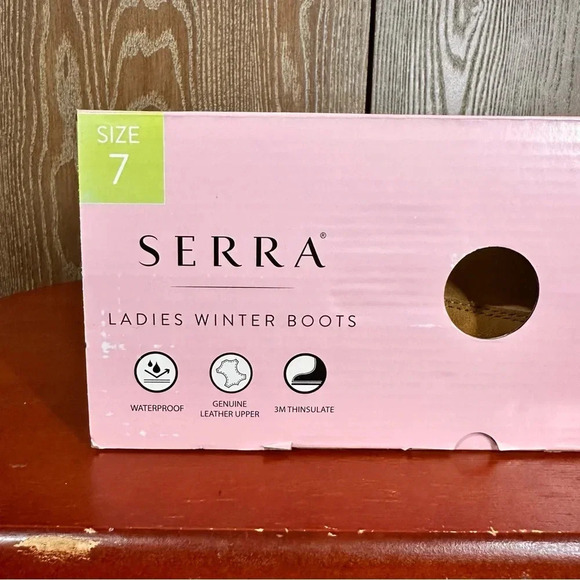 SIZE
7
SERRA®
LADIES WINTER BOOTS
WATERPROOF
GENUINE
LEATHER UPPER
3M THINSULATE